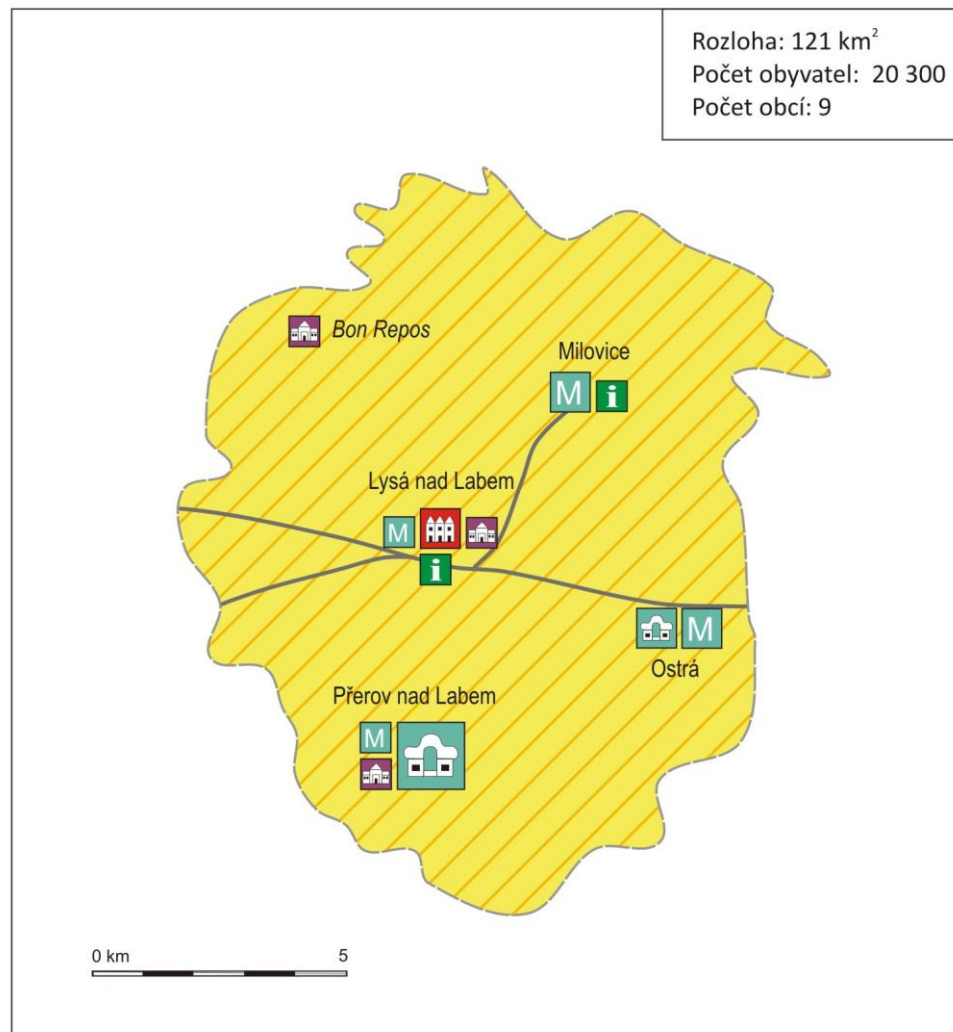 Rozloha: 121 km²
Počet obyvatel: 20 300
Počet obcí: 9
Bon Repos
Milovice
M i
Lysá nad Labem
M
i
M
Ostrá
Přerov nad Labem
M
0 km 5